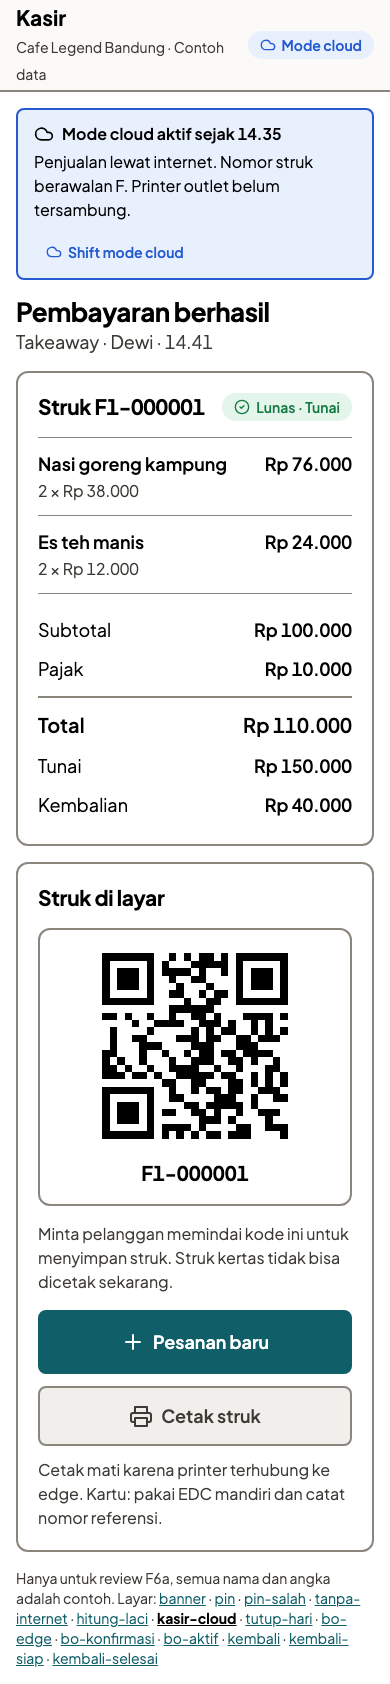 Kasir
Cafe Legend Bandung · Contoh
data
Mode cloud
Mode cloud aktif sejak 14.35
Penjualan lewat internet. Nomor struk
berawalan F. Printer outlet belum
tersambung.
Shift mode cloud
Pembayaran berhasil
Takeaway · Dewi · 14.41
Struk F1-000001
Lunas · Tunai
Nasi goreng kampung Rp 76.000
2 × Rp 38.000
Es teh manis Rp 24.000
2 × Rp 12.000
Subtotal Rp 100.000
Pajak Rp 10.000
Total Rp 110.000
Tunai Rp 150.000
Kembalian Rp 40.000
Struk di layar
F1-000001
Minta pelanggan memindai kode ini untuk
menyimpan struk. Struk kertas tidak bisa
dicetak sekarang.
Pesanan baru
Cetak struk
Cetak mati karena printer terhubung ke
edge. Kartu: pakai EDC mandiri dan catat
nomor referensi.
Hanya untuk review F6a, semua nama dan angka
adalah contoh. Layar: banner · pin · pin-salah · tanpa-
internet · hitung-laci · kasir-cloud · tutup-hari · bo-
edge · bo-konfirmasi · bo-aktif · kembali · kembali-
siap · kembali-selesai